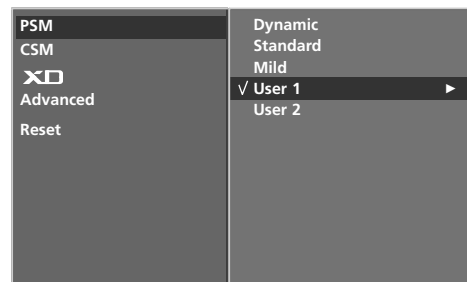 PSM
CSM
XD
Advanced
Reset
Dynamic
Standard
Mild
√ User 1 ►
User 2